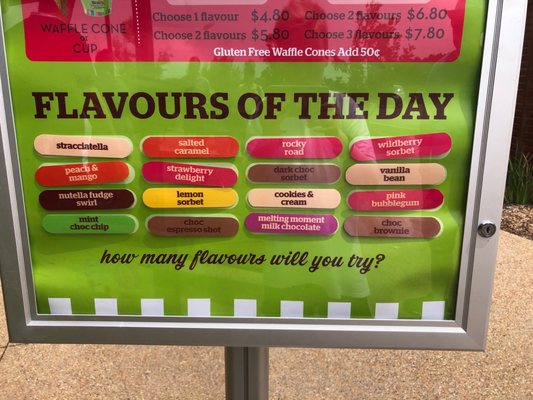 WAFFLE CONE
or
CUP
Choose 1 flavour $4.80
Choose 2 flavours $5.80
Choose 2 flavours $6.80
Choose 3 flavours $7.80
Gluten Free Waffle Cones Add 50¢
FLAVOURS OF THE DAY
stracciatella
salted
caramel
rocky
road
wildberry
sorbet
peach &
mango
strawberry
delight
dark choc
sorbet
vanilla
bean
nutella fudge
swirl
lemon
sorbet
cookies &
cream
pink
bubblegum
mint
choc chip
choc
espresso shot
melting moment
milk chocolate
choc
brownie
how many flavours will you try?